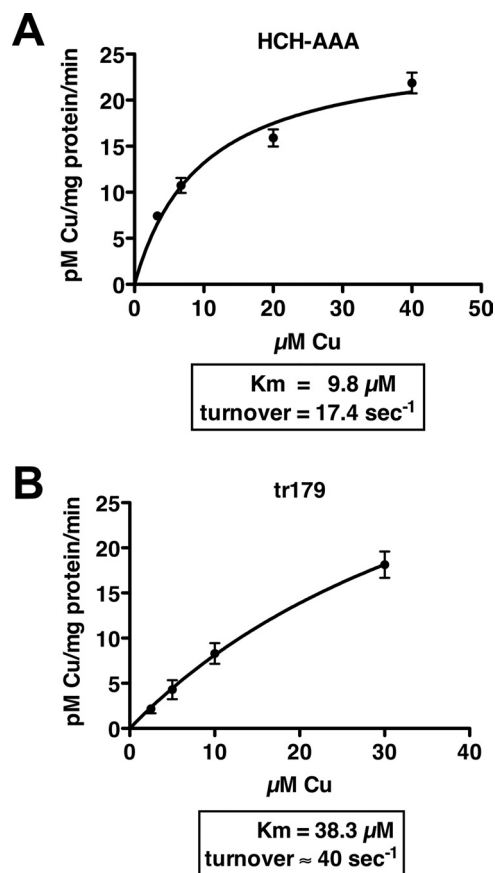 A
HCH-AAA
pM Cu/mg protein/min
25
20
15
10
5
0
0 10 20 30 40 50
µM Cu
Km = 9.8 µM
turnover = 17.4 sec⁻¹
B
tr179
pM Cu/mg protein/min
25
20
15
10
5
0
0 10 20 30 40
µM Cu
Km = 38.3 µM
turnover ≈ 40 sec⁻¹